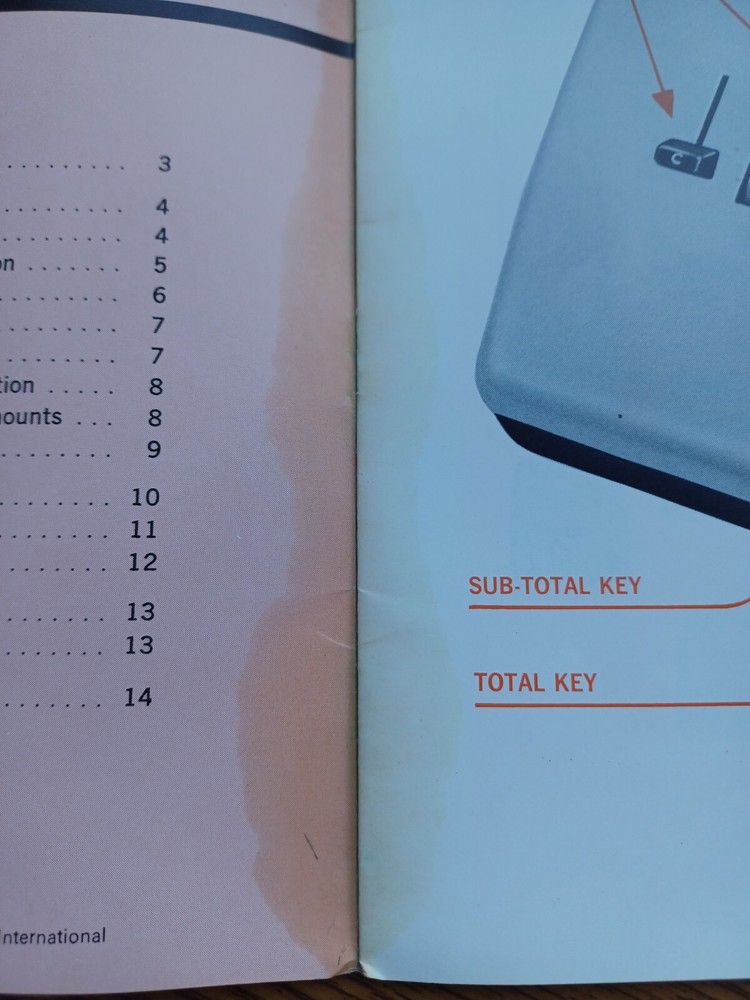 . . . . . . . . . . 3
. . . . . . . . . . 4
. . . . . . . . . . 4
on . . . . . . . 5
. . . . . . . . . . 6
. . . . . . . . . . 7
. . . . . . . . . . 7
tion . . . . . 8
ounts . . . 8
. . . . . . . . . . 9
. . . . . . . . . 10
. . . . . . . . . 11
. . . . . . . . . 12
. . . . . . . . . 13
. . . . . . . . . 13
. . . . . . . . . 14
International
C
SUB-TOTAL KEY
TOTAL KEY